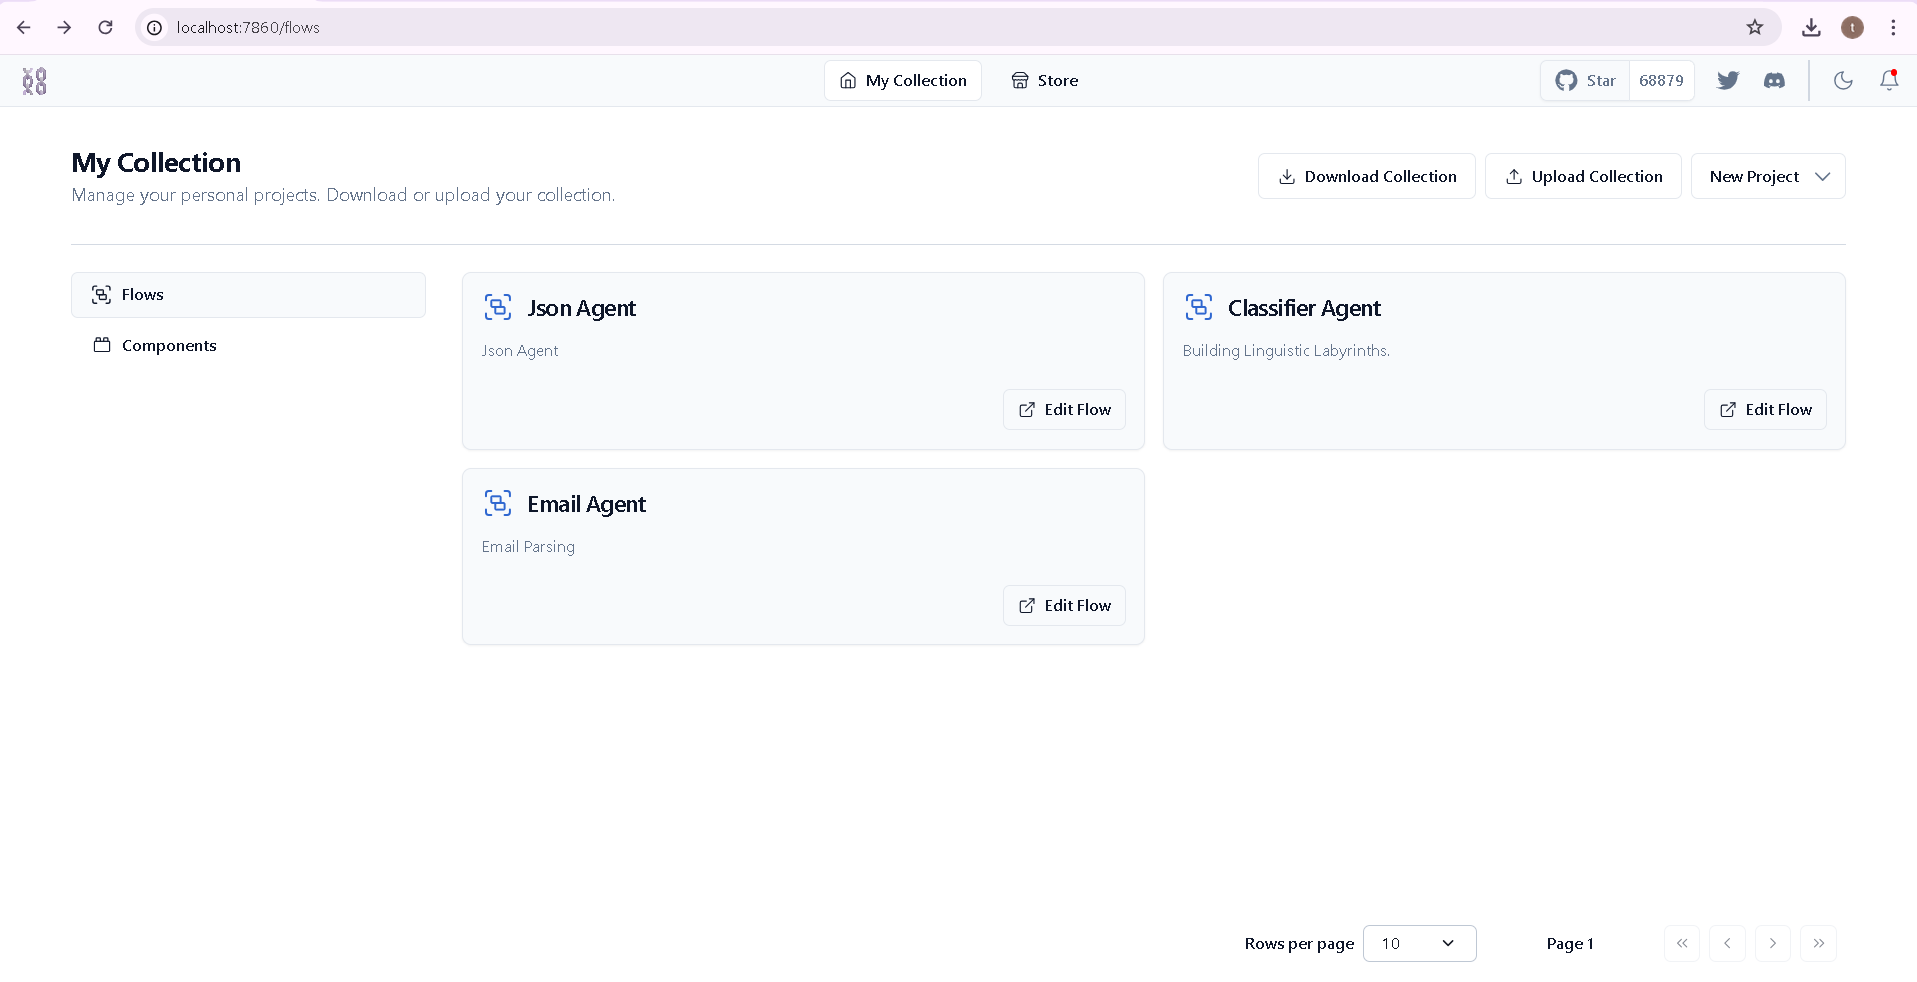 localhost:7860/flows
My Collection
Store
Star
68879
t
My Collection
Manage your personal projects. Download or upload your collection.
Download Collection
Upload Collection
New Project
Flows
Components
Json Agent
Json Agent
Edit Flow
Classifier Agent
Building Linguistic Labyrinths.
Edit Flow
Email Agent
Email Parsing
Edit Flow
Rows per page
10
Page 1